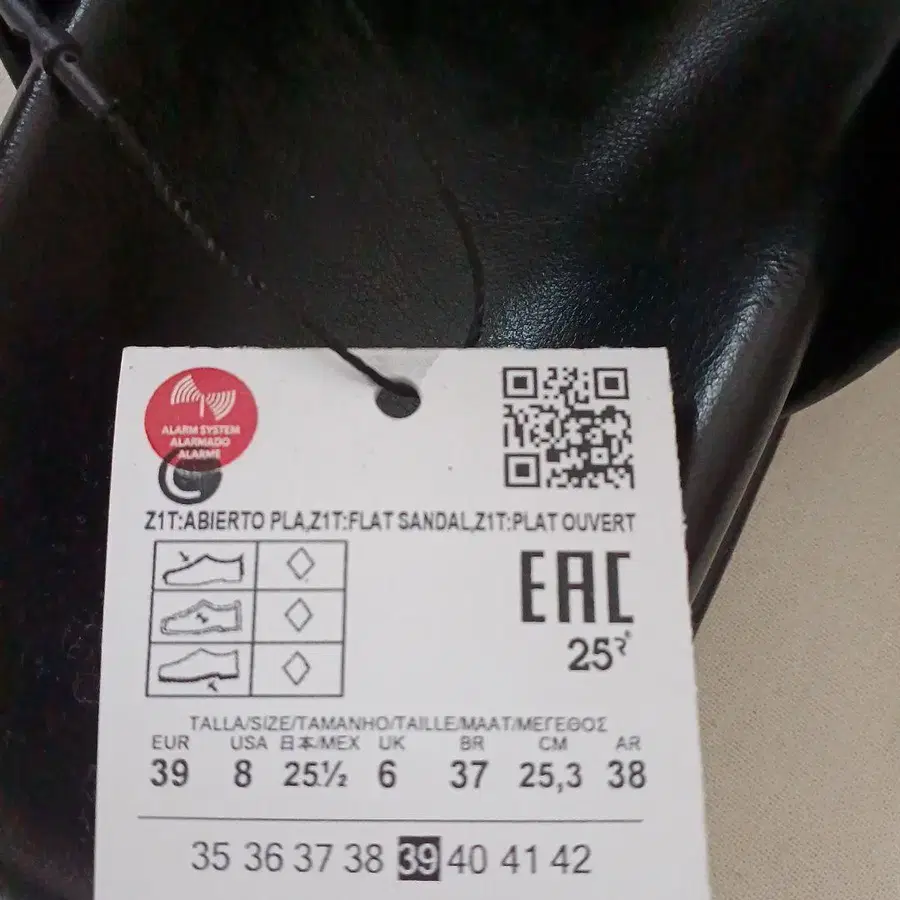 ALARM SYSTEM
ALARMADO
ALARME
Z1T:ABIERTO PLA,Z1T:FLAT SANDAL,Z1T:PLAT OUVERT
EAC
25
TALLA/SIZE/TAMANHO/TAILLE/MAAT/ΜΕΓΕΘΟΣ
EUR USA 日本/MEX UK BR CM AR
39 8 25½ 6 37 25,3 38
35 36 37 38 39 40 41 42